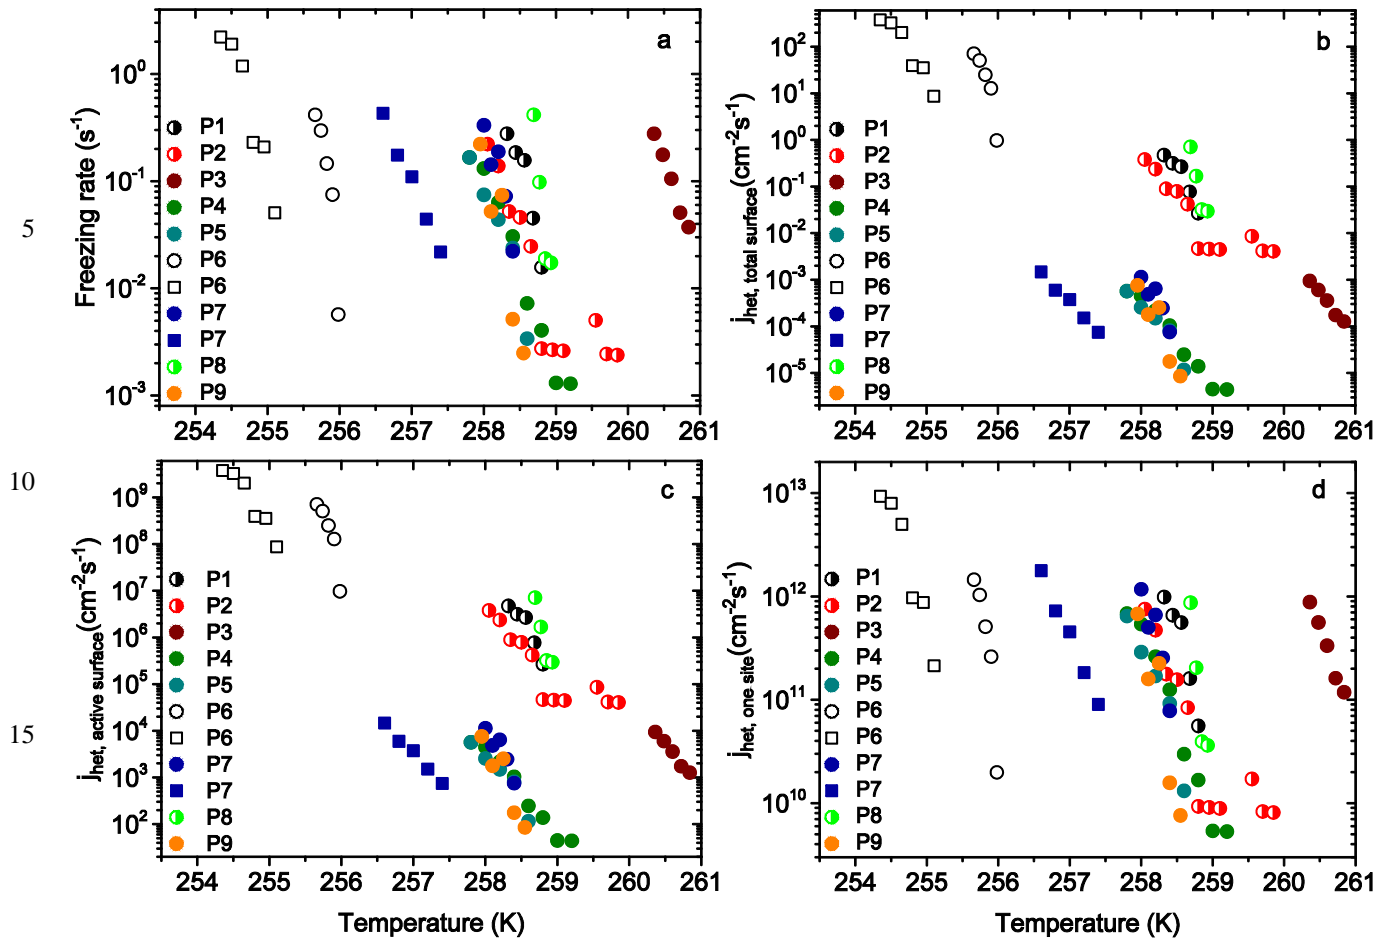 a
10⁰
10⁻¹
10⁻²
10⁻³
Freezing rate (s⁻¹)
P1
P2
P3
P4
P5
P6
P6
P7
P7
P8
P9
254 255 256 257 258 259 260 261
b
10²
10¹
10⁰
10⁻¹
10⁻²
10⁻³
10⁻⁴
10⁻⁵
jhet, total surface(cm⁻²s⁻¹)
P1
P2
P3
P4
P5
P6
P6
P7
P7
P8
P9
254 255 256 257 258 259 260 261
5
10
15
c
10⁹
10⁸
10⁷
10⁶
10⁵
10⁴
10³
10²
jhet, active surface(cm⁻²s⁻¹)
P1
P2
P3
P4
P5
P6
P6
P7
P7
P8
P9
254 255 256 257 258 259 260 261
Temperature (K)
d
10¹³
10¹²
10¹¹
10¹⁰
jhet, one site(cm⁻²s⁻¹)
P1
P2
P3
P4
P5
P6
P6
P7
P7
P8
P9
254 255 256 257 258 259 260 261
Temperature (K)